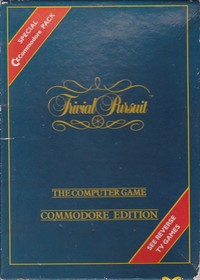 SPECIAL
Commodore PACK
Trivial Pursuit
THE COMPUTER GAME
COMMODORE EDITION
SEE REVERSE
TV GAMES